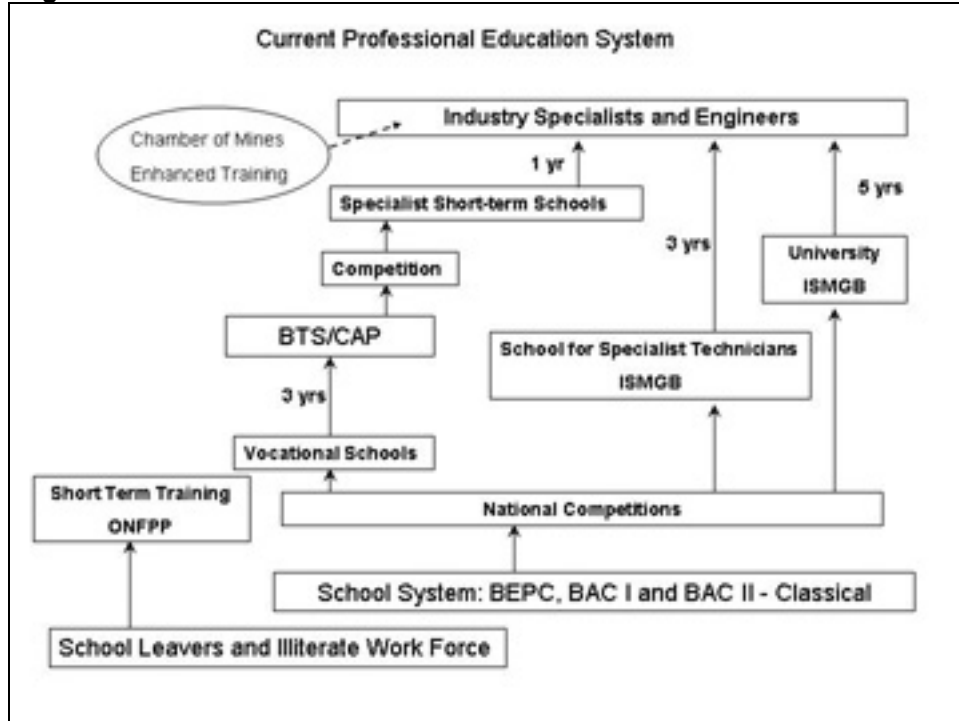 Current Professional Education System
Industry Specialists and Engineers
Chamber of Mines
Enhanced Training
1 yr
5 yrs
Specialist Short-term Schools
3 yrs
University
ISMGB
Competition
BTS/CAP
School for Specialist Technicians
ISMGB
3 yrs
Vocational Schools
Short Term Training
ONFPP
National Competitions
School System: BEPC, BAC I and BAC II - Classical
School Leavers and Illiterate Work Force